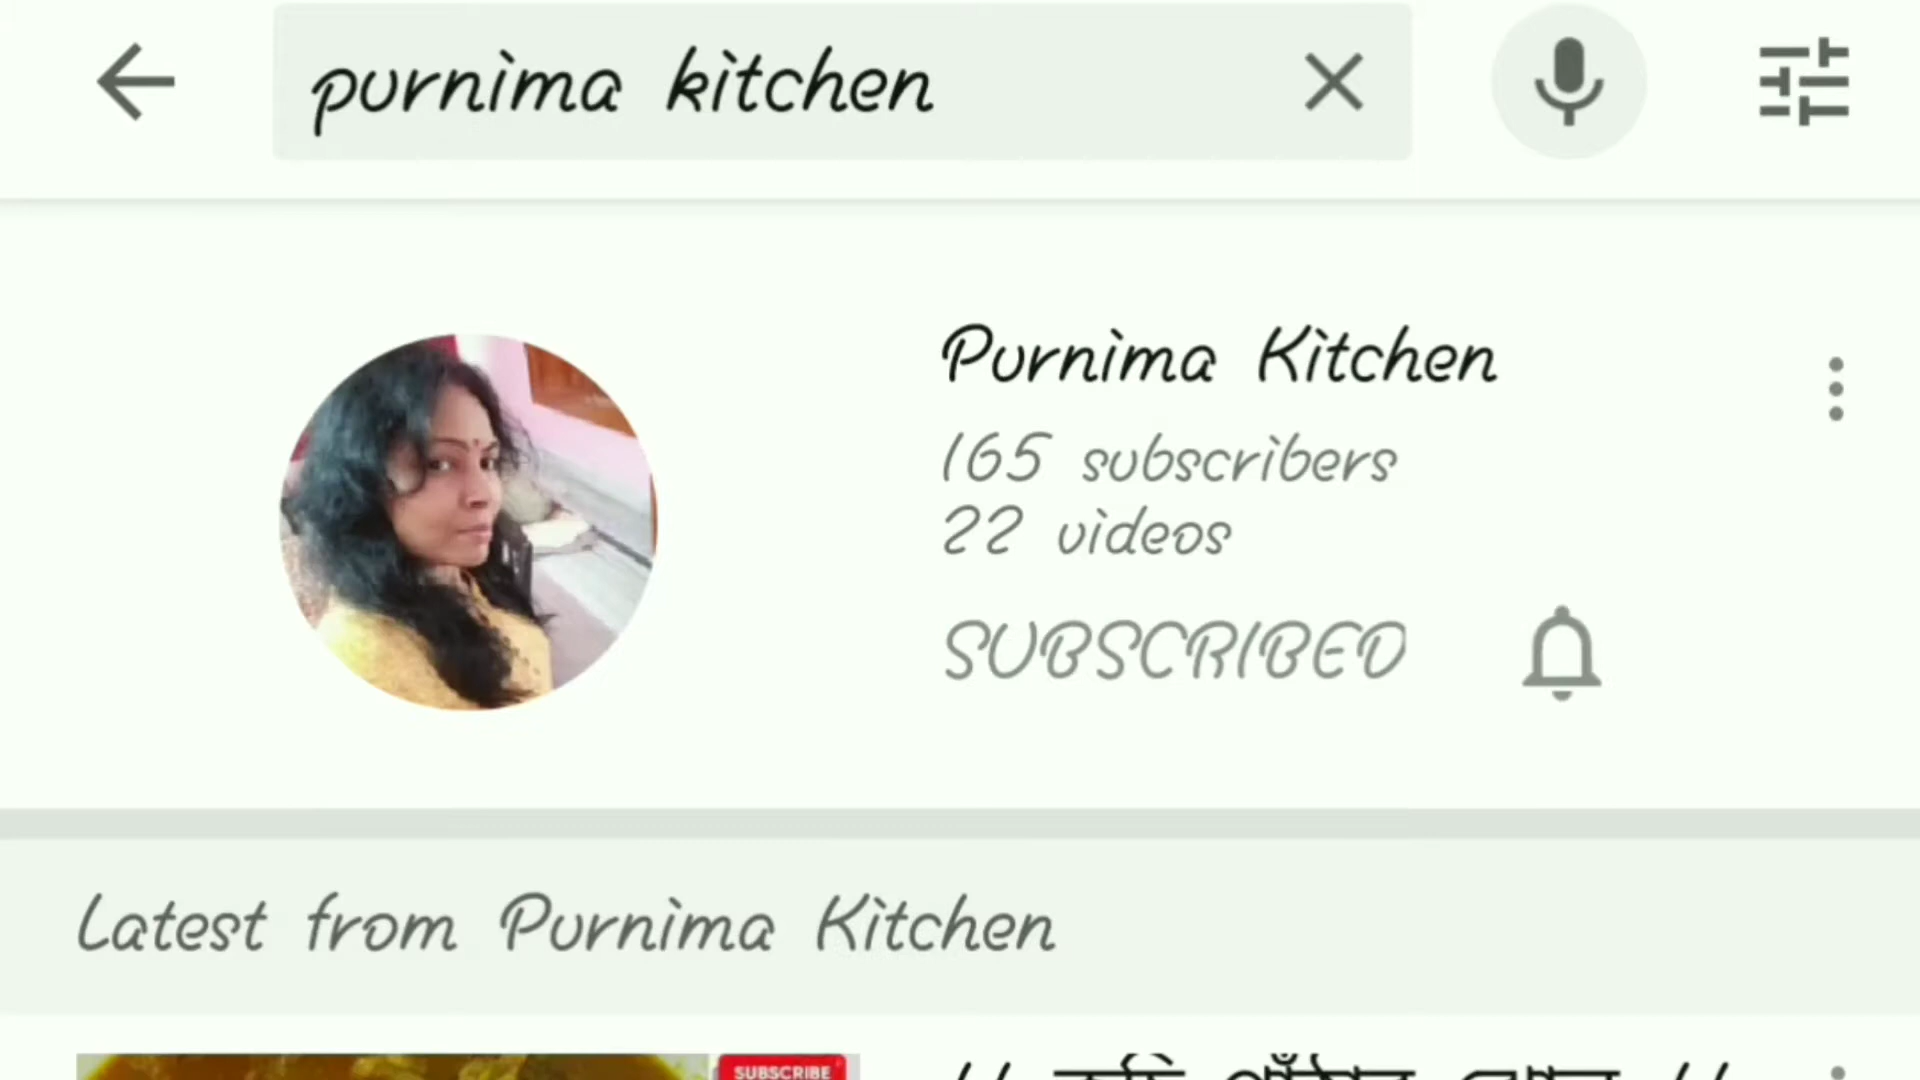 purnima kitchen
Purnima Kitchen
165 subscribers
22 videos
SUBSCRIBED
Latest from Purnima Kitchen
SUBSCRIBE